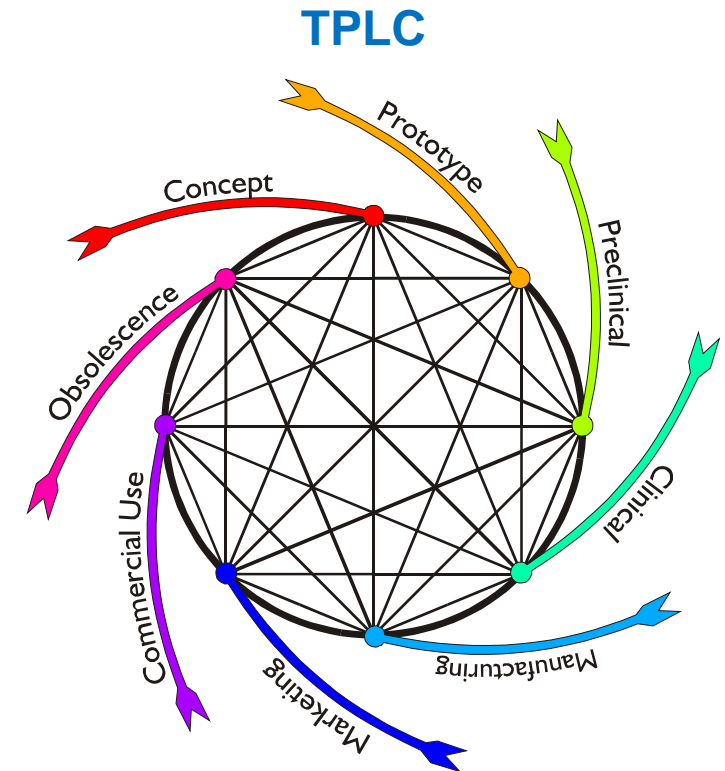 TPLC
Concept
Prototype
Preclinical
Clinical
Manufacturing
Marketing
Commercial Use
Obsolescence